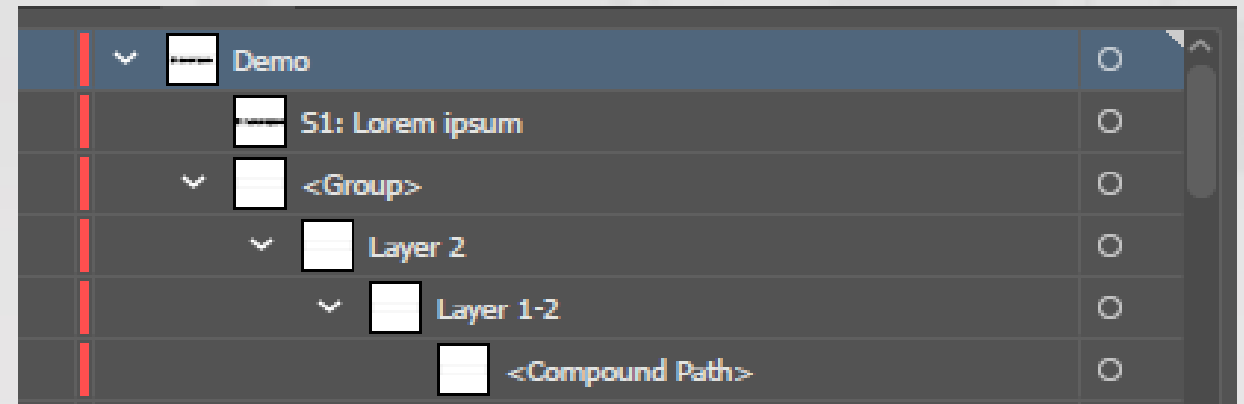 Demo
S1: Lorem ipsum
<Group>
Layer 2
Layer 1-2
<Compound Path>